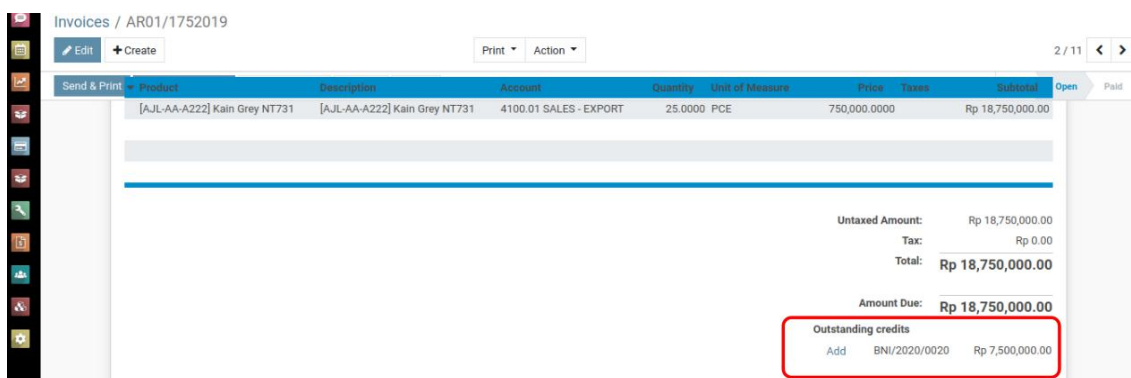 Invoices / AR01/1752019
Edit + Create Print Action 2 / 11
Send & Print Product Description Account Quantity Unit of Measure Price Taxes Subtotal Open Paid
[AJL-AA-A222] Kain Grey NT731 [AJL-AA-A222] Kain Grey NT731 4100.01 SALES - EXPORT 25.0000 PCE 750,000.0000 Rp 18,750,000.00
Untaxed Amount: Rp 18,750,000.00
Tax: Rp 0.00
Total: Rp 18,750,000.00
Amount Due: Rp 18,750,000.00
Outstanding credits
Add BNI/2020/0020 Rp 7,500,000.00